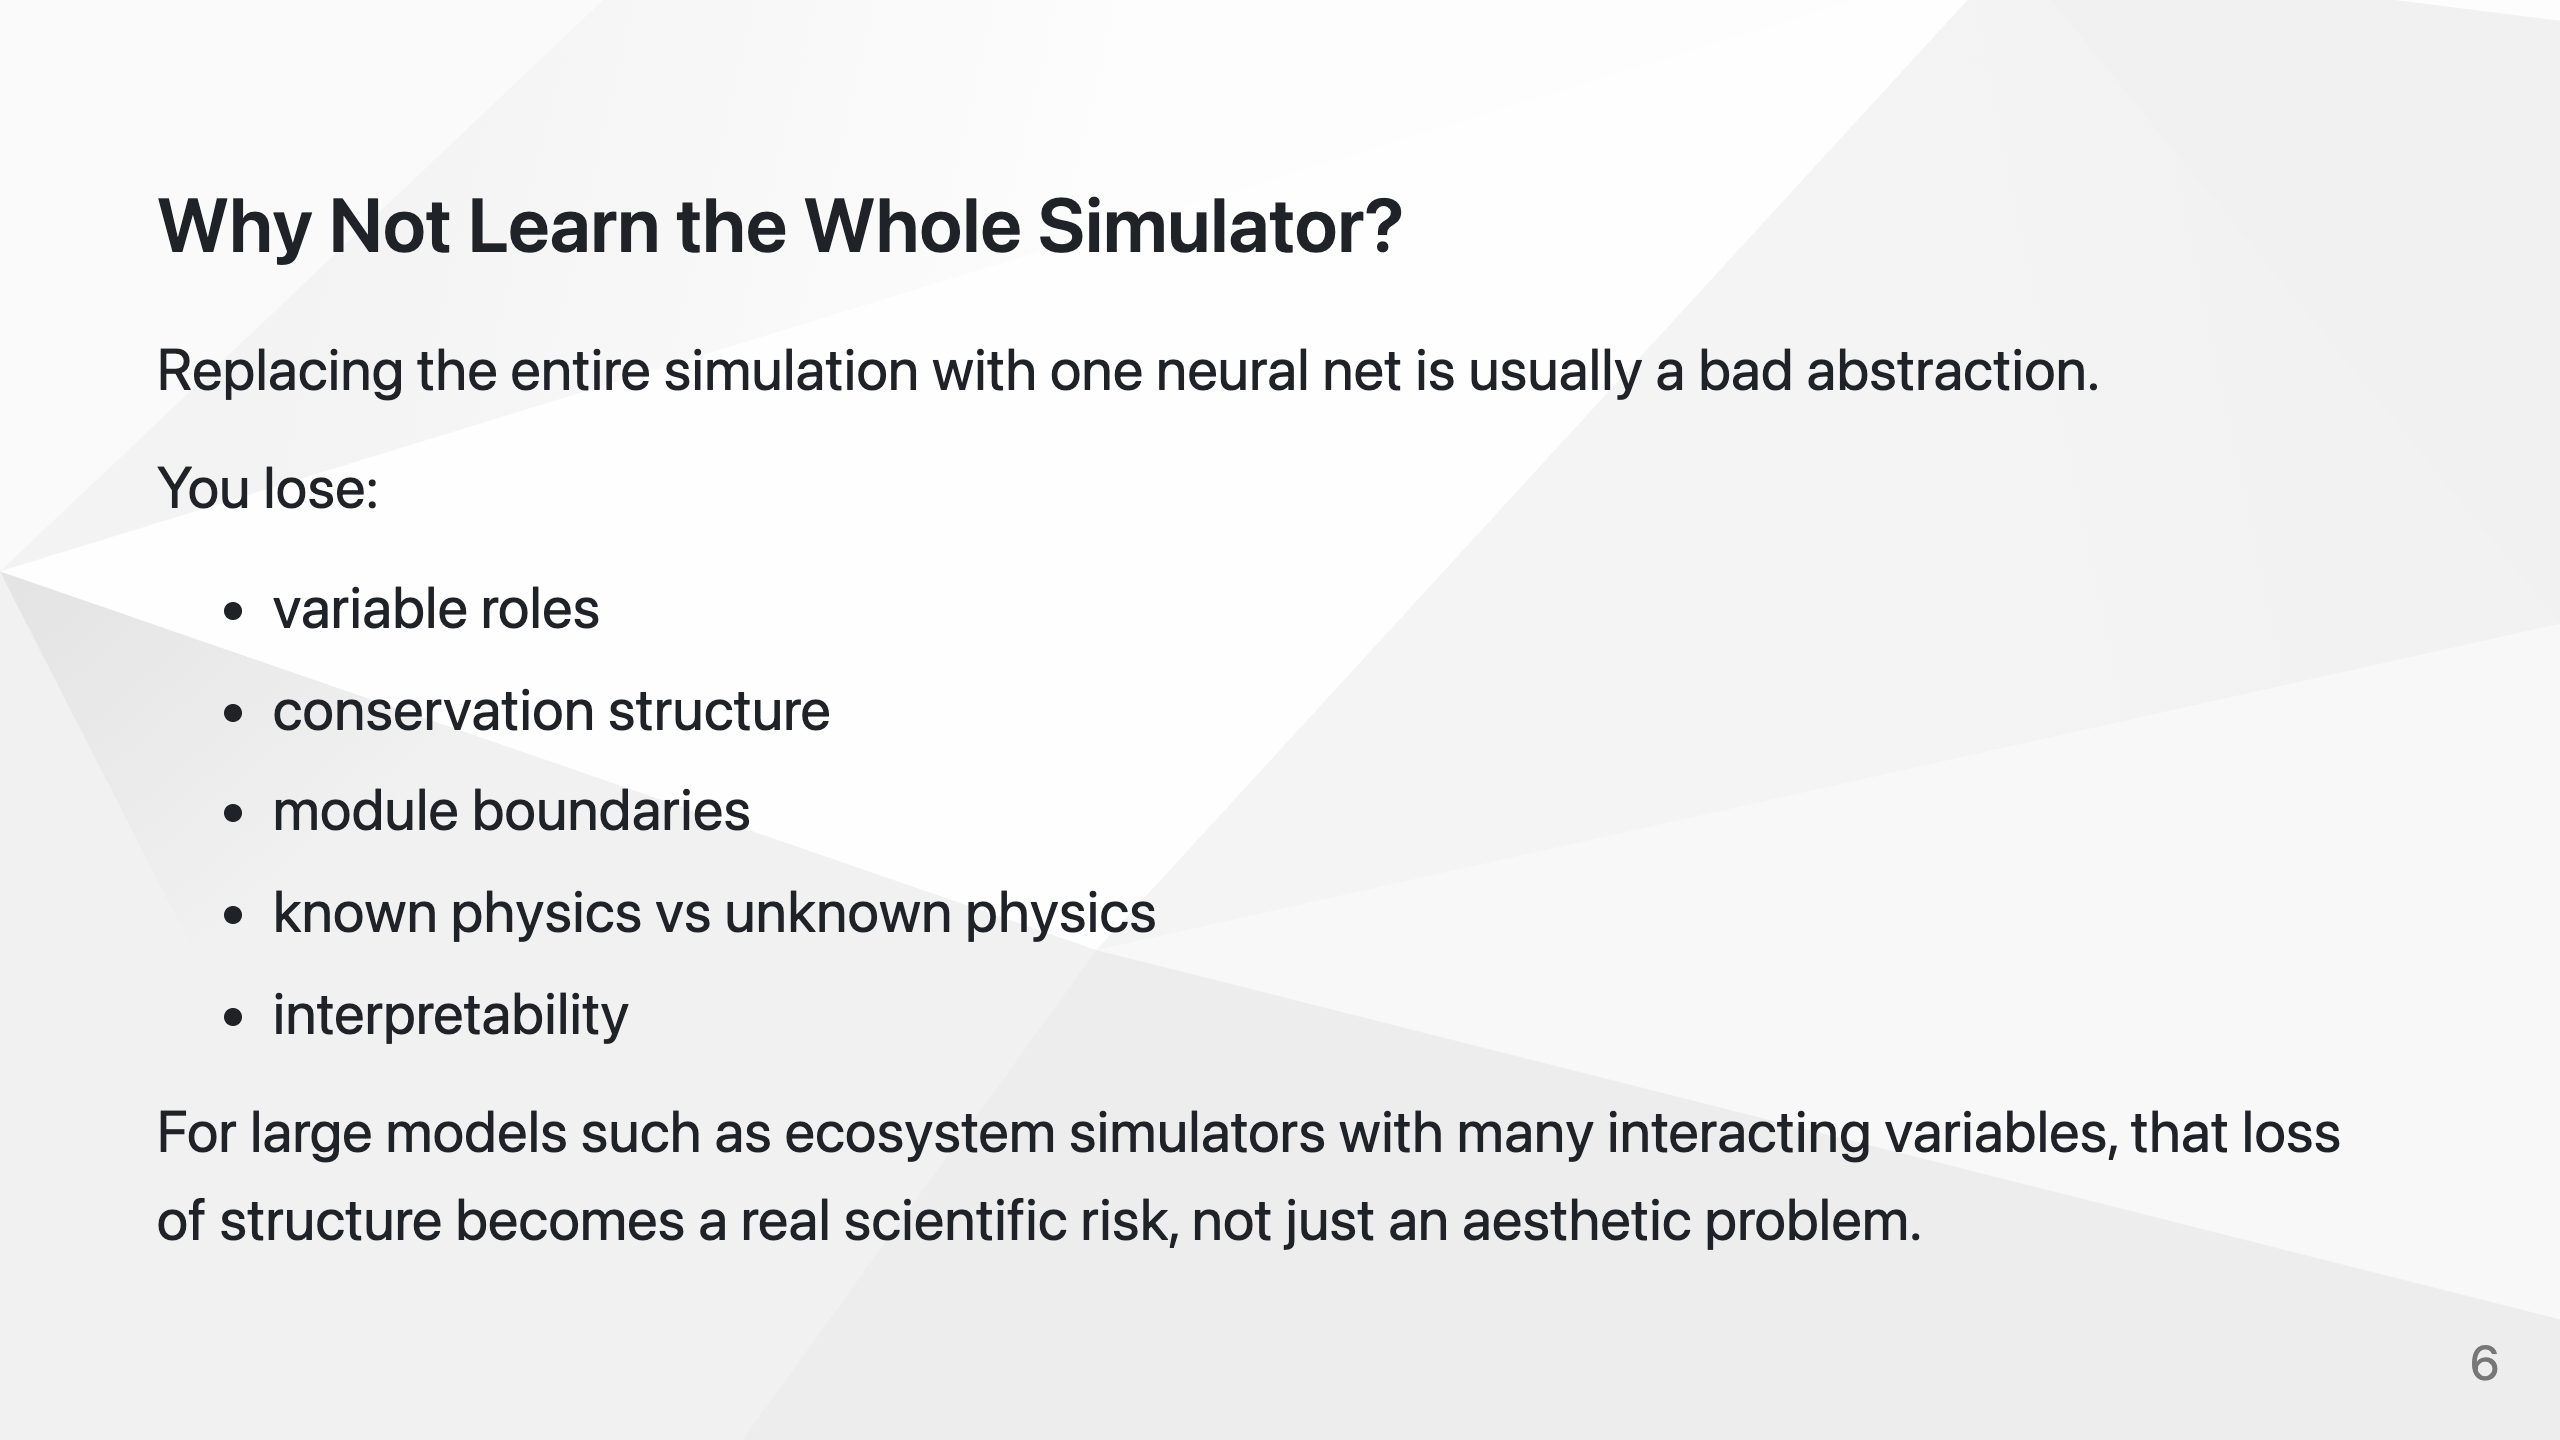 Why Not Learn the Whole Simulator?
Replacing the entire simulation with one neural net is usually a bad abstraction.
You lose:
• variable roles
• conservation structure
• module boundaries
• known physics vs unknown physics
• interpretability
For large models such as ecosystem simulators with many interacting variables, that loss
of structure becomes a real scientific risk, not just an aesthetic problem.
6